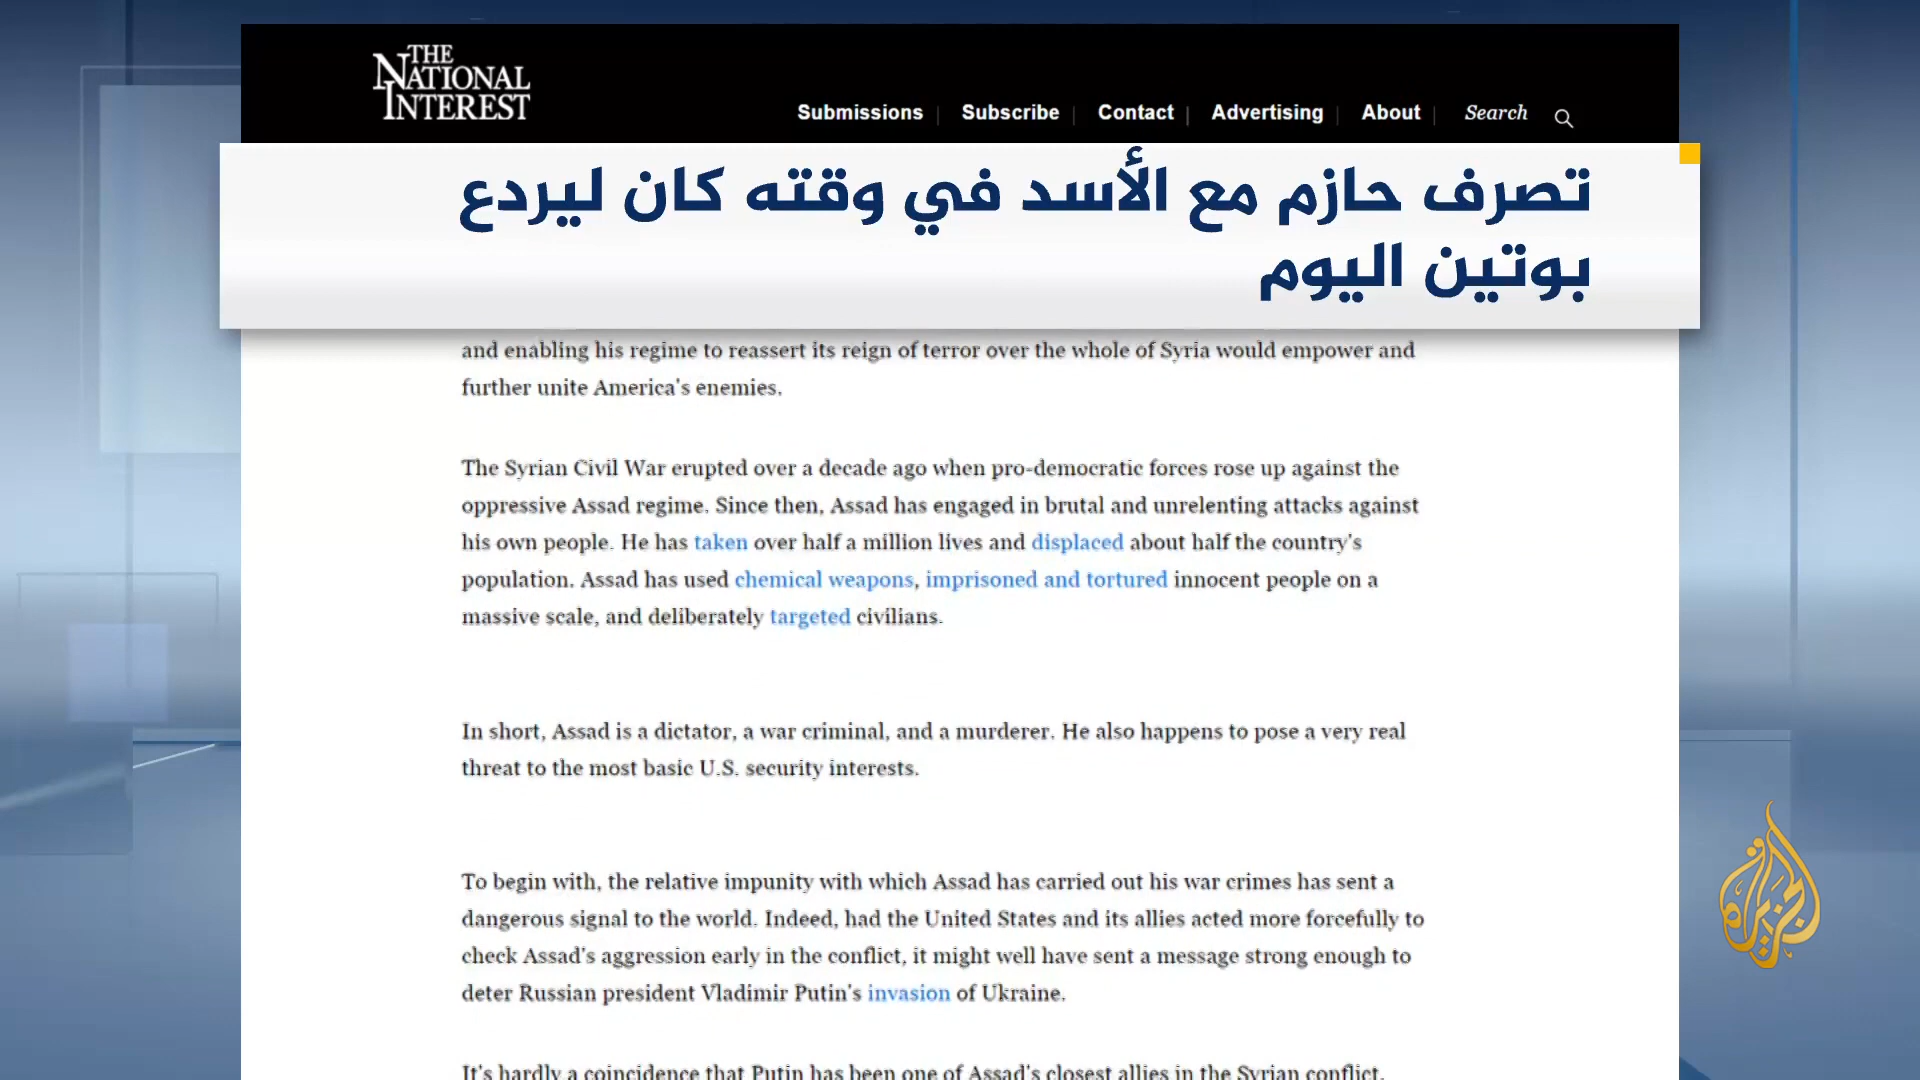 THE
NATIONAL
INTEREST
Submissions
Subscribe
Contact
Advertising
About
Search
تصرف حازم مع الأسد في وقته كان ليردع
بوتين اليوم
and enabling his regime to reassert its reign of terror over the whole of Syria would empower and
further unite America's enemies.
The Syrian Civil War erupted over a decade ago when pro-democratic forces rose up against the
oppressive Assad regime. Since then, Assad has engaged in brutal and unrelenting attacks against
his own people. He has taken over half a million lives and displaced about half the country's
population. Assad has used chemical weapons, imprisoned and tortured innocent people on a
massive scale, and deliberately targeted civilians.
In short, Assad is a dictator, a war criminal, and a murderer. He also happens to pose a very real
threat to the most basic U.S. security interests.
To begin with, the relative impunity with which Assad has carried out his war crimes has sent a
dangerous signal to the world. Indeed, had the United States and its allies acted more forcefully to
check Assad's aggression early in the conflict, it might well have sent a message strong enough to
deter Russian president Vladimir Putin's invasion of Ukraine.
It's hardly a coincidence that Putin has been one of Assad's closest allies in the Syrian conflict.
الجزيرة